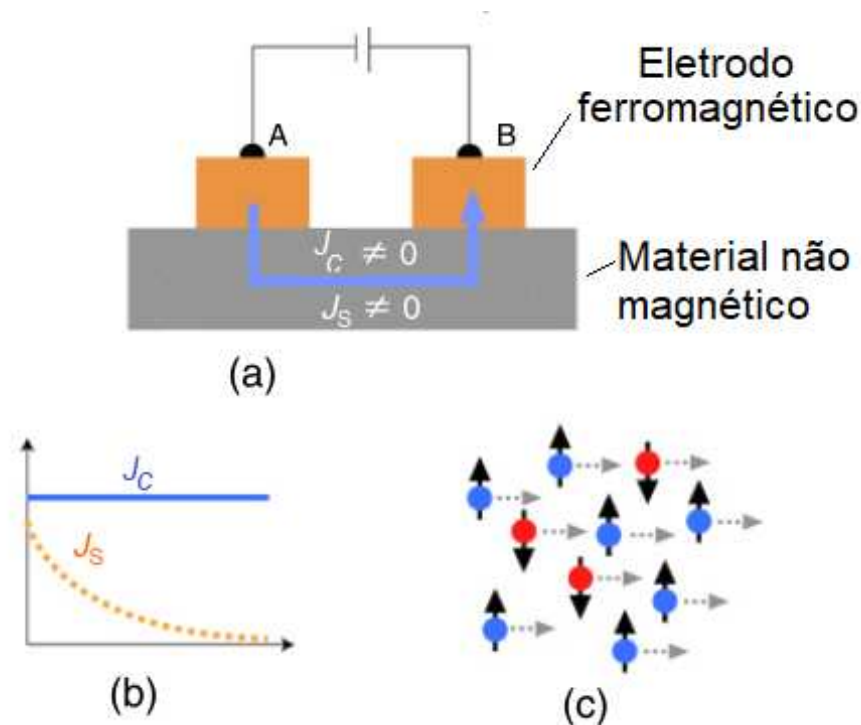 Eletrodo
ferromagnético
A
B
J_C ≠ 0
J_S ≠ 0
Material não
magnético
(a)
J_C
J_S
(b)
(c)